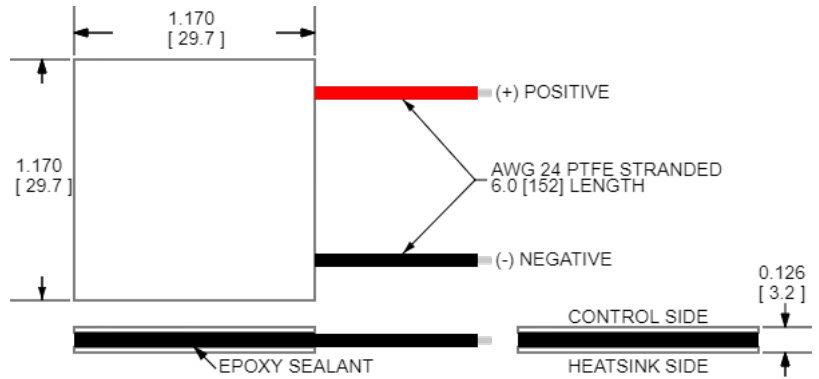 1.170
[ 29.7 ]
(+) POSITIVE
1.170
[ 29.7 ]
AWG 24 PTFE STRANDED
6.0 [152] LENGTH
(-) NEGATIVE
0.126
[ 3.2 ]
CONTROL SIDE
EPOXY SEALANT
HEATSINK SIDE